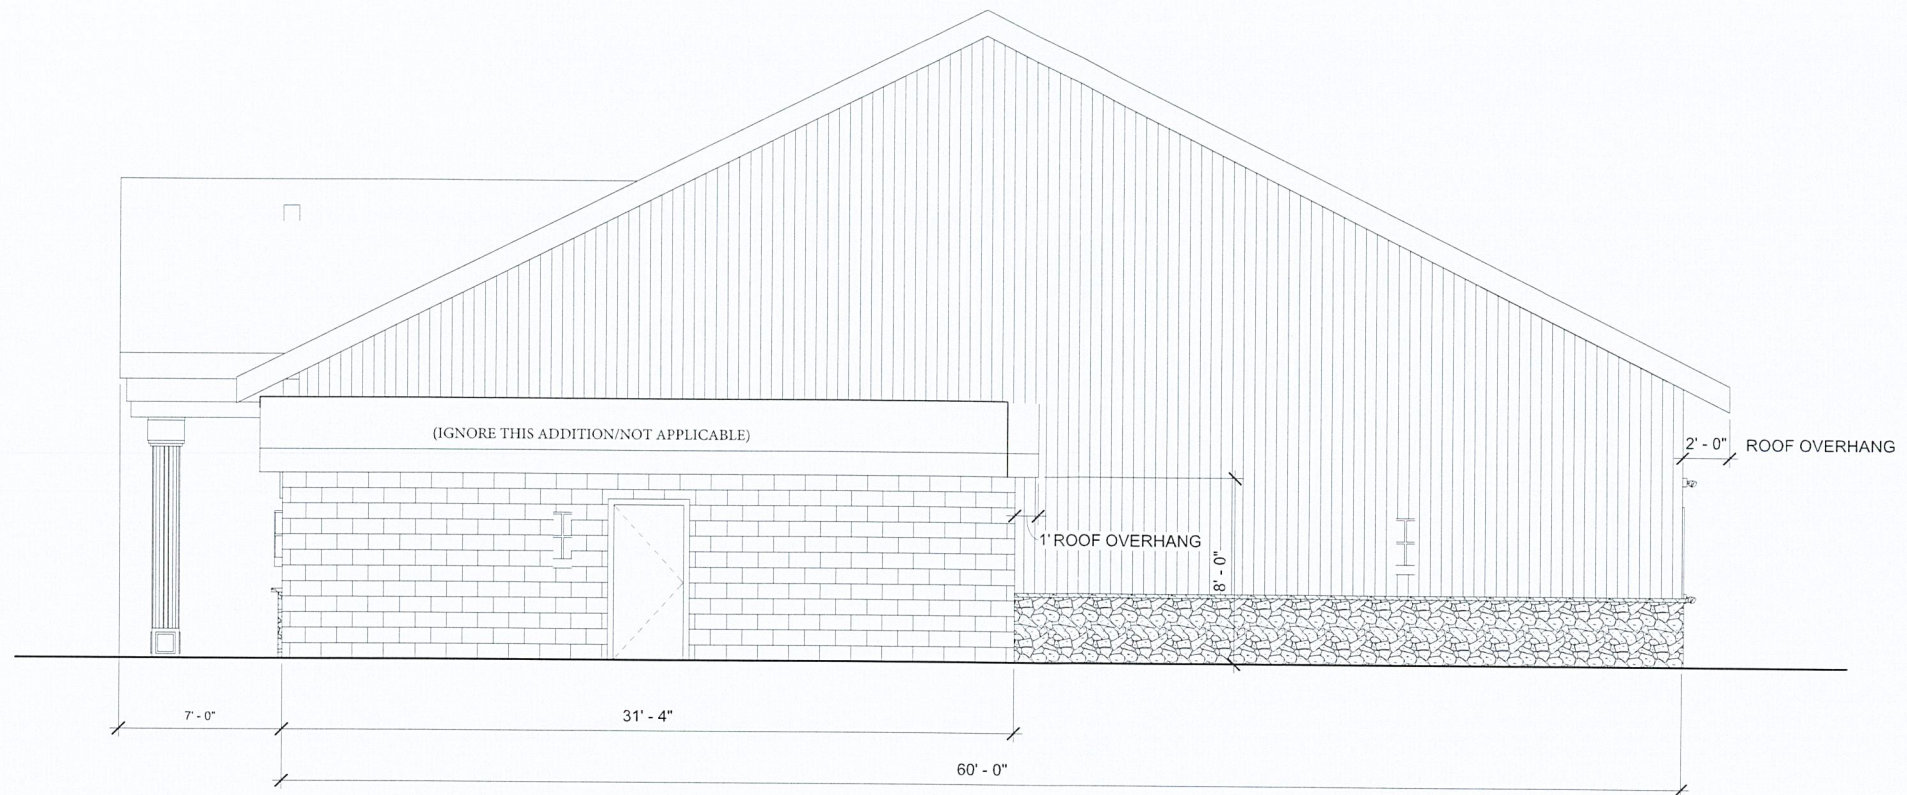 (IGNORE THIS ADDITION/NOT APPLICABLE)
2' - 0" ROOF OVERHANG
1' ROOF OVERHANG
8' - 0"
7' - 0"
31' - 4"
60' - 0"